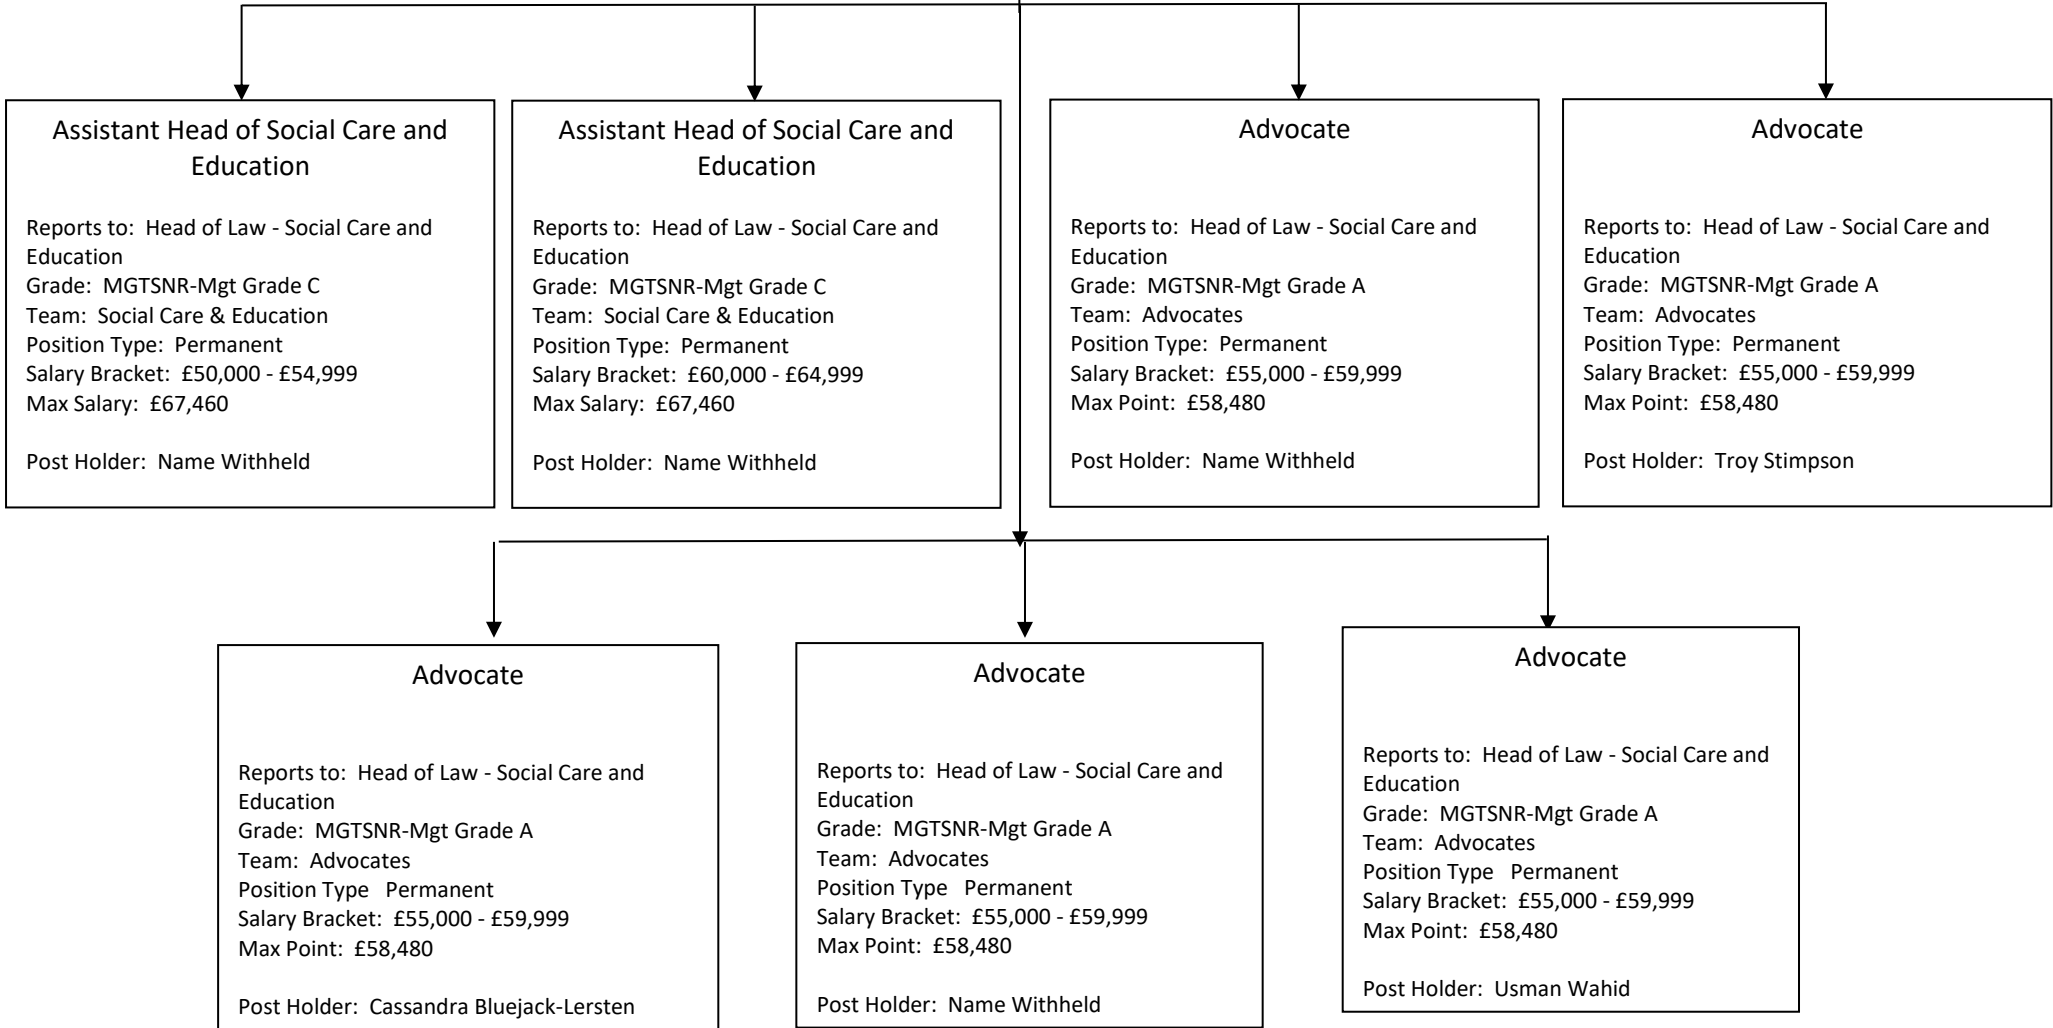 Assistant Head of Social Care and
Education
Reports to: Head of Law - Social Care and
Education
Grade: MGTSNR-Mgt Grade C
Team: Social Care & Education
Position Type: Permanent
Salary Bracket: £50,000 - £54,999
Max Salary: £67,460
Post Holder: Name Withheld
Assistant Head of Social Care and
Education
Reports to: Head of Law - Social Care and
Education
Grade: MGTSNR-Mgt Grade C
Team: Social Care & Education
Position Type: Permanent
Salary Bracket: £60,000 - £64,999
Max Salary: £67,460
Post Holder: Name Withheld
Advocate
Reports to: Head of Law - Social Care and
Education
Grade: MGTSNR-Mgt Grade A
Team: Advocates
Position Type: Permanent
Salary Bracket: £55,000 - £59,999
Max Point: £58,480
Post Holder: Name Withheld
Advocate
Reports to: Head of Law - Social Care and
Education
Grade: MGTSNR-Mgt Grade A
Team: Advocates
Position Type: Permanent
Salary Bracket: £55,000 - £59,999
Max Point: £58,480
Post Holder: Troy Stimpson
Advocate
Reports to: Head of Law - Social Care and
Education
Grade: MGTSNR-Mgt Grade A
Team: Advocates
Position Type Permanent
Salary Bracket: £55,000 - £59,999
Max Point: £58,480
Post Holder: Cassandra Bluejack-Lersten
Advocate
Reports to: Head of Law - Social Care and
Education
Grade: MGTSNR-Mgt Grade A
Team: Advocates
Position Type Permanent
Salary Bracket: £55,000 - £59,999
Max Point: £58,480
Post Holder: Name Withheld
Advocate
Reports to: Head of Law - Social Care and
Education
Grade: MGTSNR-Mgt Grade A
Team: Advocates
Position Type Permanent
Salary Bracket: £55,000 - £59,999
Max Point: £58,480
Post Holder: Usman Wahid